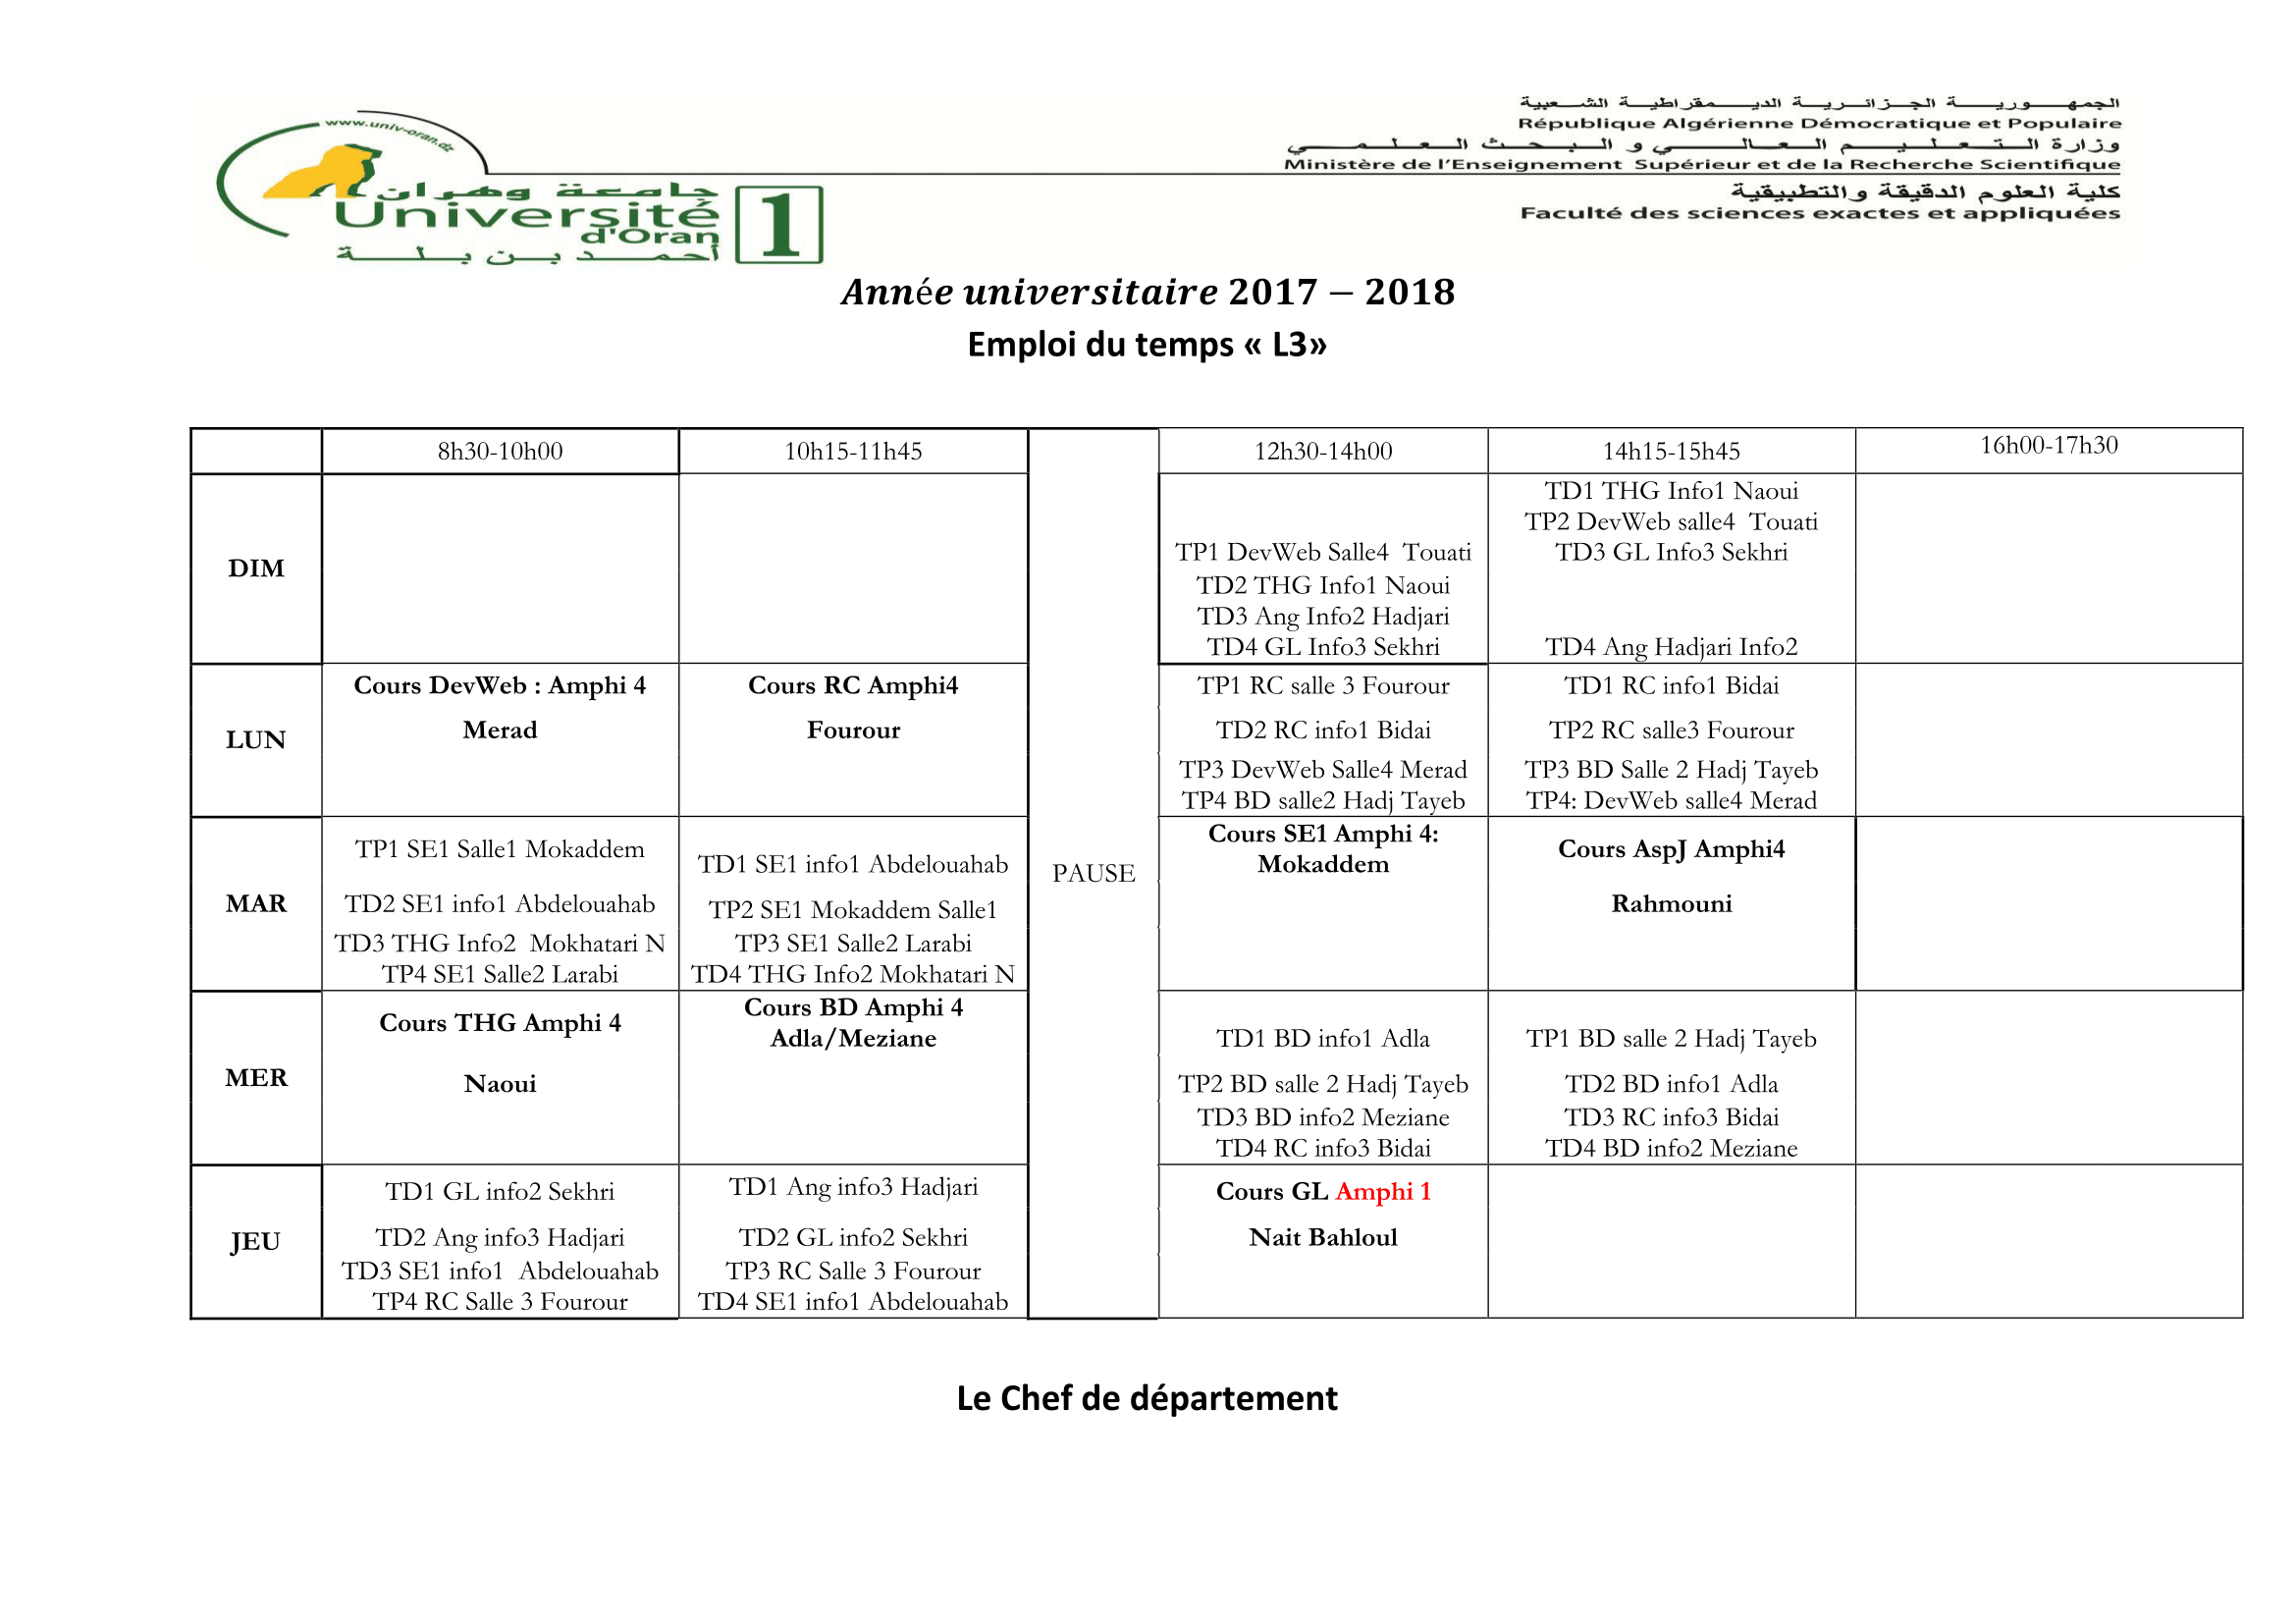 www.univ-oran.dz
جامعة وهران
Université
d'Oran
1
أحمد بن بلة
الجمهورية الجزائرية الديمقراطية الشعبية
République Algérienne Démocratique et Populaire
وزارة التعليم العالي و البحث العلمي
Ministère de l'Enseignement Supérieur et de la Recherche Scientifique
كلية العلوم الدقيقة والتطبيقية
Faculté des sciences exactes et appliquées
Année universitaire 2017 – 2018
Emploi du temps « L3»
8h30-10h00
10h15-11h45
PAUSE
12h30-14h00
14h15-15h45
16h00-17h30
DIM
TP1 DevWeb Salle4 Touati
TD2 THG Info1 Naoui
TD3 Ang Info2 Hadjari
TD4 GL Info3 Sekhri
TD1 THG Info1 Naoui
TP2 DevWeb salle4 Touati
TD3 GL Info3 Sekhri
TD4 Ang Hadjari Info2
LUN
Cours DevWeb : Amphi 4
Merad
Cours RC Amphi4
Fourour
TP1 RC salle 3 Fourour
TD2 RC info1 Bidai
TP3 DevWeb Salle4 Merad
TP4 BD salle2 Hadj Tayeb
TD1 RC info1 Bidai
TP2 RC salle3 Fourour
TP3 BD Salle 2 Hadj Tayeb
TP4: DevWeb salle4 Merad
MAR
TP1 SE1 Salle1 Mokaddem
TD2 SE1 info1 Abdelouahab
TD3 THG Info2 Mokhatari N
TP4 SE1 Salle2 Larabi
TD1 SE1 info1 Abdelouahab
TP2 SE1 Mokaddem Salle1
TP3 SE1 Salle2 Larabi
TD4 THG Info2 Mokhatari N
Cours SE1 Amphi 4:
Mokaddem
Cours AspJ Amphi4
Rahmouni
MER
Cours THG Amphi 4
Naoui
Cours BD Amphi 4
Adla/Meziane
TD1 BD info1 Adla
TP2 BD salle 2 Hadj Tayeb
TD3 BD info2 Meziane
TD4 RC info3 Bidai
TP1 BD salle 2 Hadj Tayeb
TD2 BD info1 Adla
TD3 RC info3 Bidai
TD4 BD info2 Meziane
JEU
TD1 GL info2 Sekhri
TD2 Ang info3 Hadjari
TD3 SE1 info1 Abdelouahab
TP4 RC Salle 3 Fourour
TD1 Ang info3 Hadjari
TD2 GL info2 Sekhri
TP3 RC Salle 3 Fourour
TD4 SE1 info1 Abdelouahab
Cours GL Amphi 1
Nait Bahloul
Le Chef de département